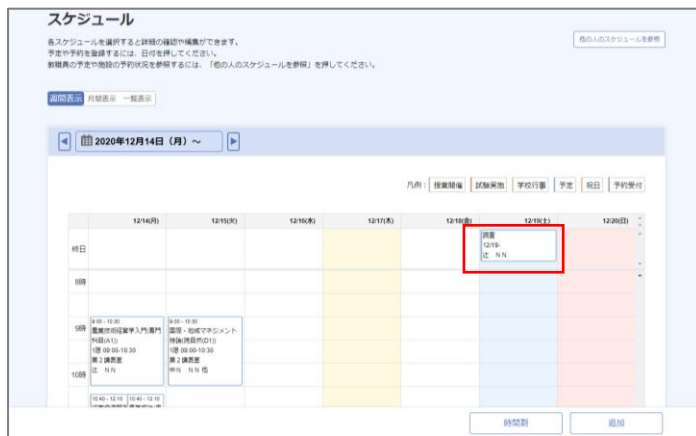 スケジュール
各スケジュールを選択すると詳細の確認や編集ができます。
予定や予約を登録するには、日付を押してください。
教職員の予定や施設の予約状況を参照するには、「他の人のスケジュールを参照」を押してください。
他の人のスケジュールを参照
週間表示 月間表示 一覧表示
2020年12月14日（月）～
凡例： 授業開催 試験実施 学校行事 予定 祝日 予約受付
12/14(月) 12/15(火) 12/16(水) 12/17(木) 12/18(金) 12/19(土) 12/20(日)
終日
調査
12/19-
辻 NN
8時
9時
9:00 - 10:30
農業技術経営学入門(専門
科目(A1))
1限 09:00-10:30
第２講義室
辻 NN
9:00 - 10:30
国際・地域マネジメント
特論(微自然(D1))
1限 09:00-10:30
第２講義室
申N NN 他
10時
10:40 - 12:10
10:40 - 12:10
時間割
追加